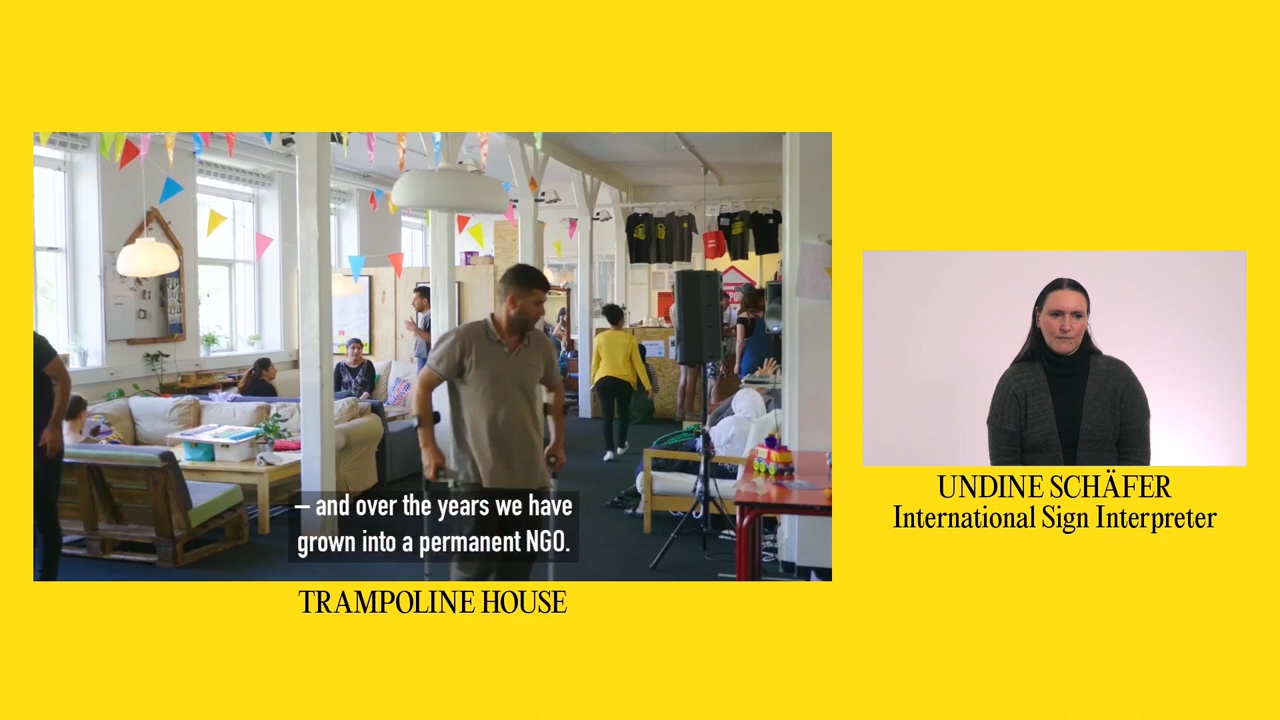 – and over the years we have
grown into a permanent NGO.
TRAMPOLINE HOUSE
UNDINE SCHÄFER
International Sign Interpreter